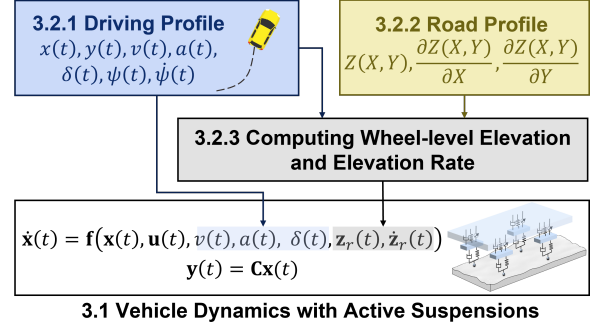 3.2.1 Driving Profile
x(t), y(t), v(t), a(t),
δ(t), ψ(t), ψ̇(t)
3.2.2 Road Profile
Z(X, Y), ∂Z(X, Y)/∂X, ∂Z(X, Y)/∂Y
3.2.3 Computing Wheel-level Elevation
and Elevation Rate
ẋ(t) = f(x(t), u(t), v(t), a(t), δ(t), z_r(t), ż_r(t))
y(t) = Cx(t)
3.1 Vehicle Dynamics with Active Suspensions